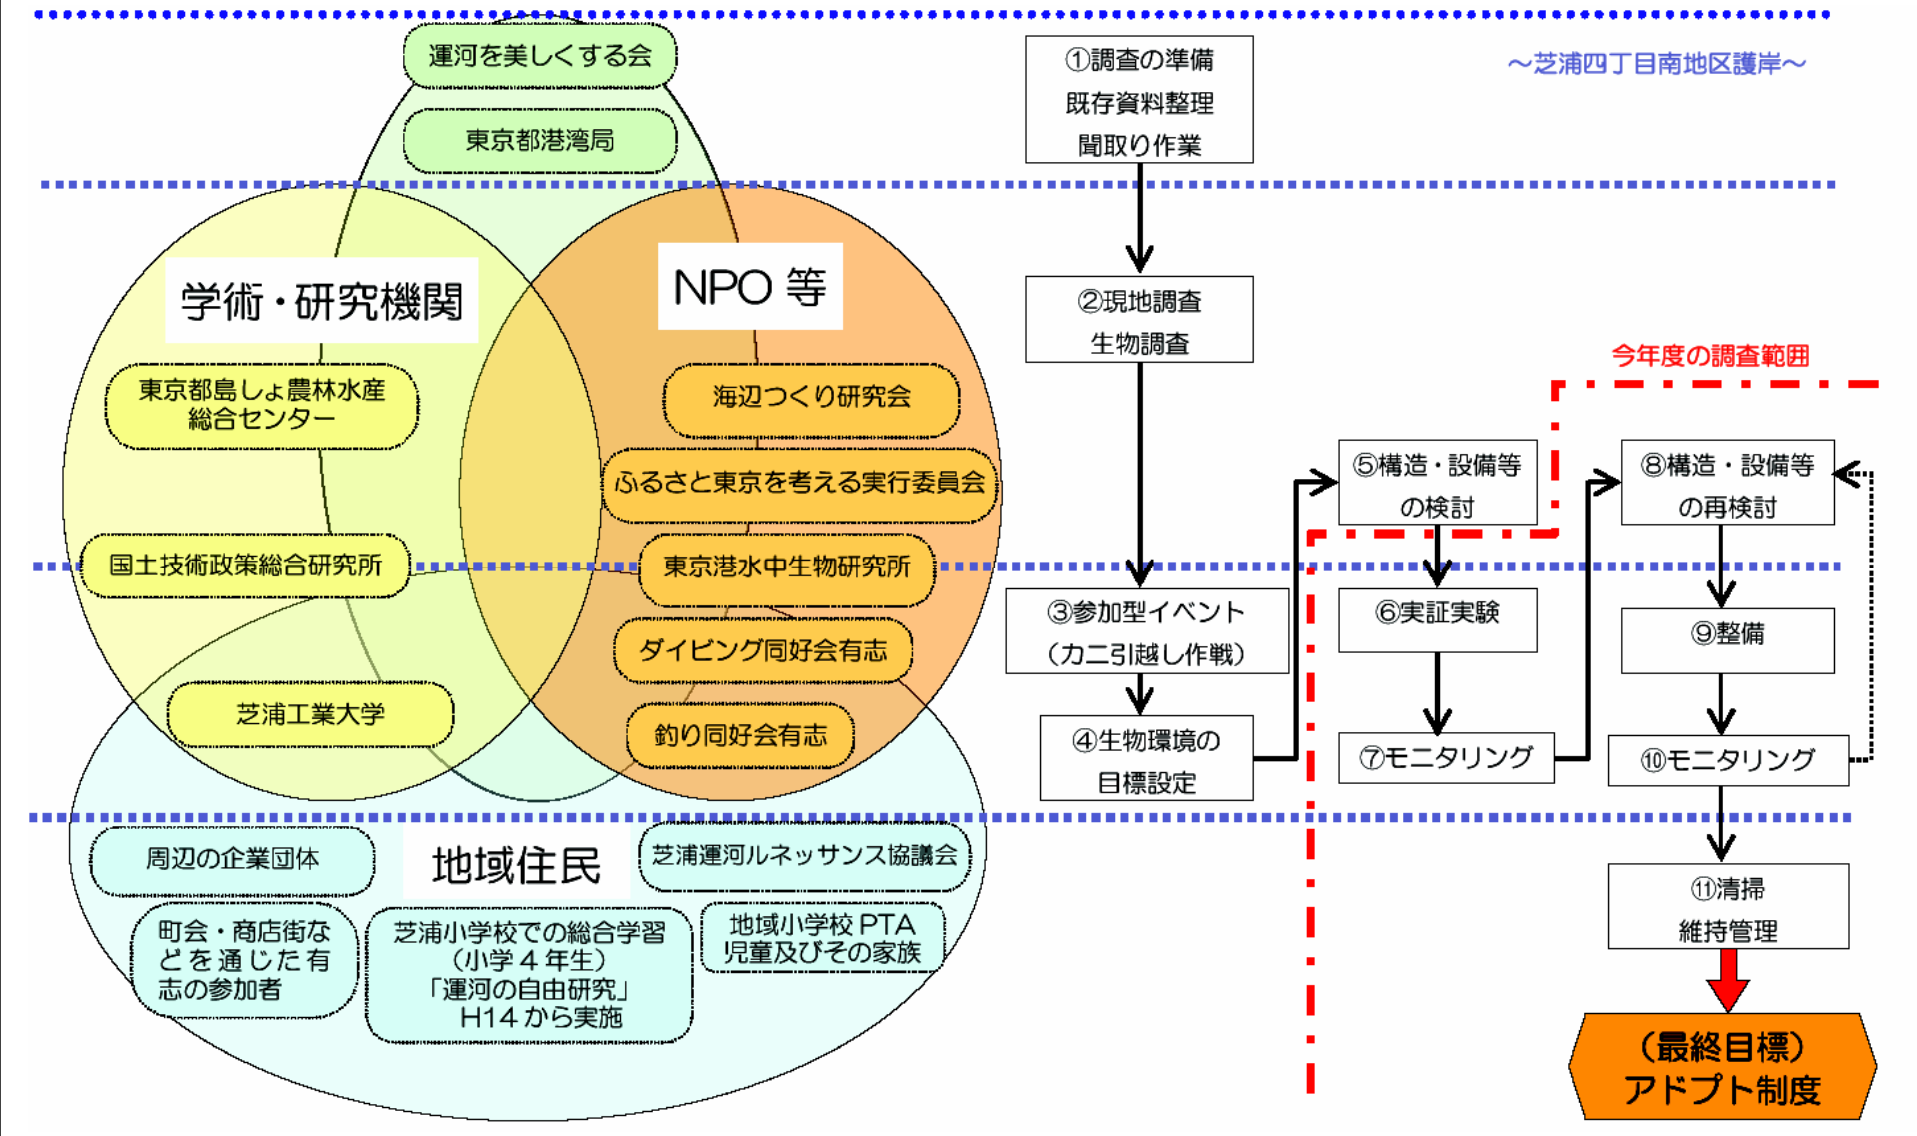 運河を美しくする会
東京都港湾局
学術・研究機関
NPO 等
東京都島しょ農林水産
総合センター
国土技術政策総合研究所
芝浦工業大学
海辺つくり研究会
ふるさと東京を考える実行委員会
東京港水中生物研究所
ダイビング同好会有志
釣り同好会有志
周辺の企業団体
地域住民
芝浦運河ルネッサンス協議会
町会・商店街な
どを通じた有
志の参加者
芝浦小学校での総合学習
(小学4年生)
「運河の自由研究」
H14から実施
地域小学校PTA
児童及びその家族
~芝浦四丁目南地区護岸~
①調査の準備
既存資料整理
聞取り作業
②現地調査
生物調査
③参加型イベント
(カニ引越し作戦)
④生物環境の
目標設定
今年度の調査範囲
⑤構造・設備等
の検討
⑥実証実験
⑦モニタリング
⑧構造・設備等
の再検討
⑨整備
⑩モニタリング
⑪清掃
維持管理
(最終目標)
アドプト制度